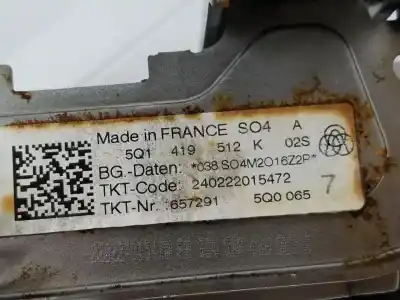 Made in FRANCE SO4 A
5Q1 419 512 K 02S
BG.-Daten: *038 SO4M2016Z2P*
TKT-Code: 240222015472
TKT-Nr. 657291 5Q0 065 7